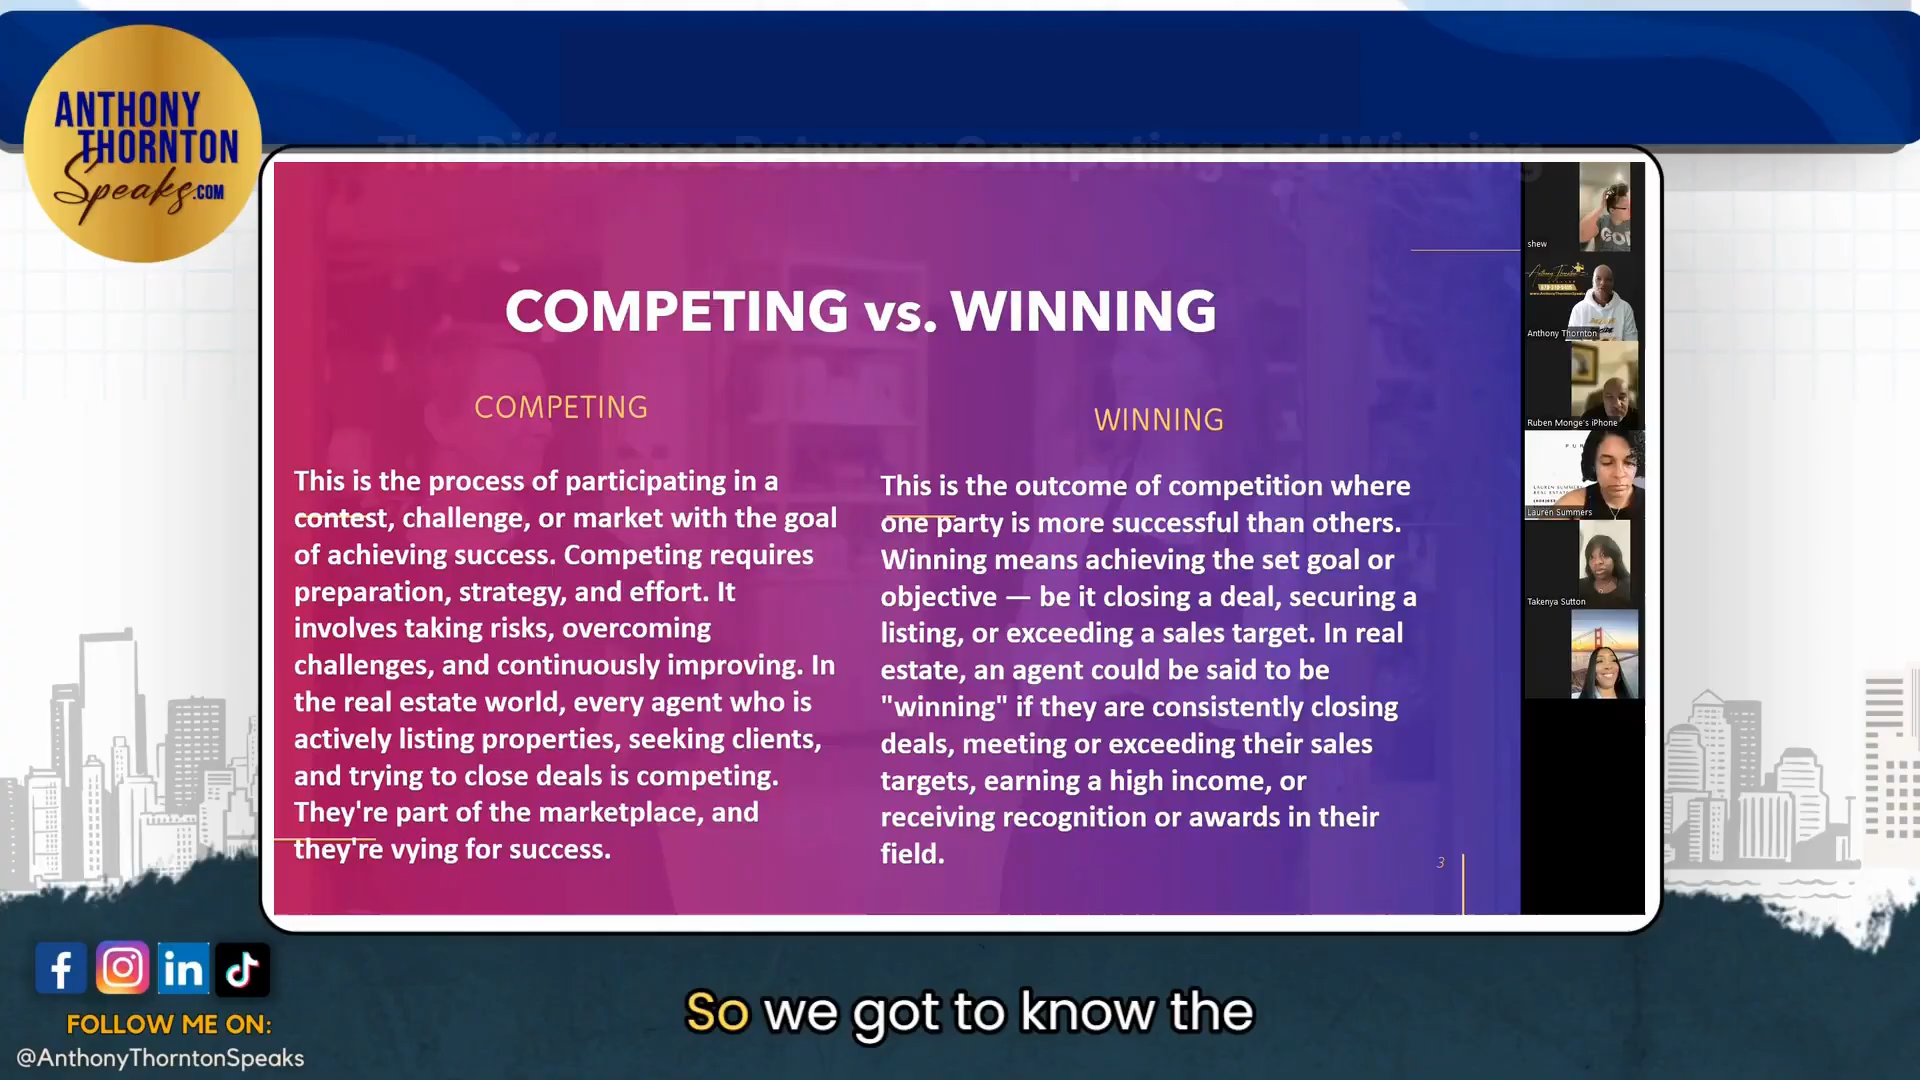 ANTHONY
THORNTON
Speaks.COM
The Difference Between Competing and Winning
COMPETING vs. WINNING
COMPETING
This is the process of participating in a
contest, challenge, or market with the goal
of achieving success. Competing requires
preparation, strategy, and effort. It
involves taking risks, overcoming
challenges, and continuously improving. In
the real estate world, every agent who is
actively listing properties, seeking clients,
and trying to close deals is competing.
They're part of the marketplace, and
they're vying for success.
WINNING
This is the outcome of competition where
one party is more successful than others.
Winning means achieving the set goal or
objective — be it closing a deal, securing a
listing, or exceeding a sales target. In real
estate, an agent could be said to be
"winning" if they are consistently closing
deals, meeting or exceeding their sales
targets, earning a high income, or
receiving recognition or awards in their
field.
3
shew
Anthony Thornton
Ruben Monge's iPhone
LAUREN SUMMERS
Lauren Summers
Takenya Sutton
FOLLOW ME ON:
@AnthonyThorntonSpeaks
So we got to know the